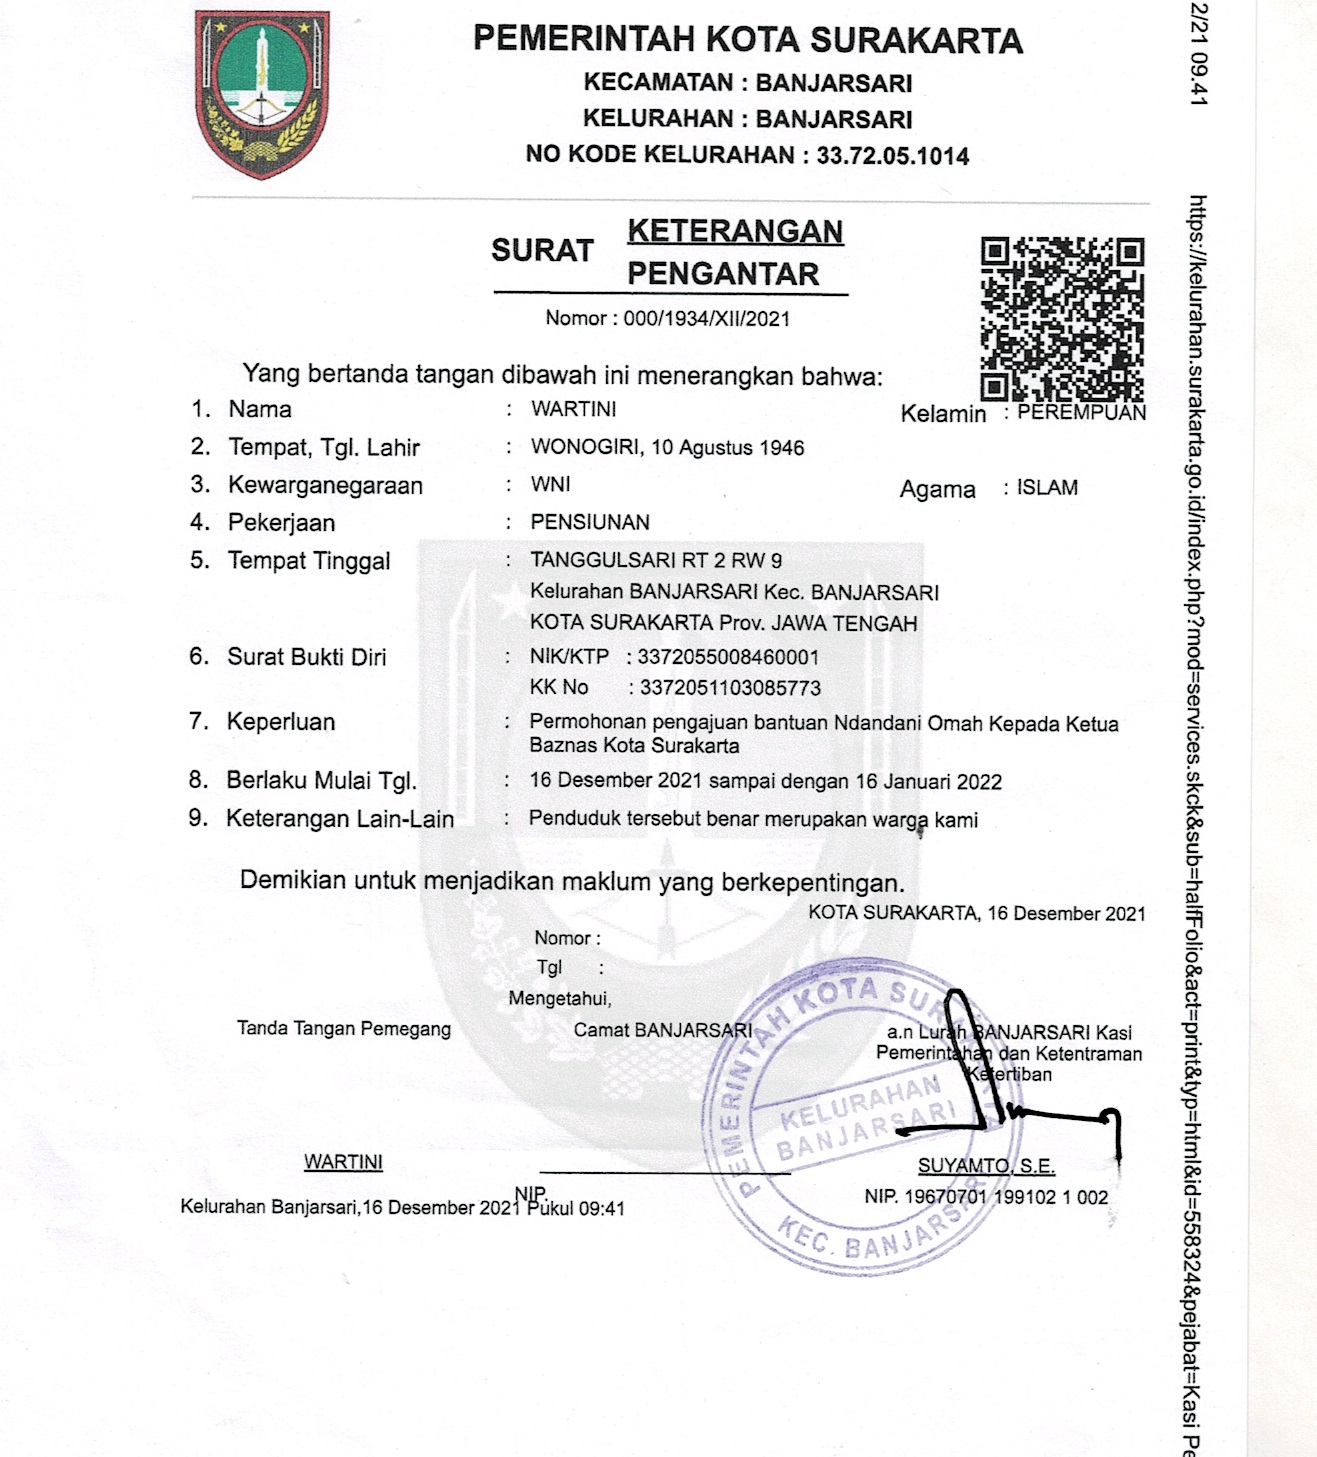 PEMERINTAH KOTA SURAKARTA
KECAMATAN : BANJARSARI
KELURAHAN : BANJARSARI
NO KODE KELURAHAN : 33.72.05.1014
SURAT KETERANGAN
PENGANTAR
Nomor : 000/1934/XII/2021
Yang bertanda tangan dibawah ini menerangkan bahwa:
1. Nama : WARTINI Kelamin : PEREMPUAN
2. Tempat, Tgl. Lahir : WONOGIRI, 10 Agustus 1946
3. Kewarganegaraan : WNI Agama : ISLAM
4. Pekerjaan : PENSIUNAN
5. Tempat Tinggal : TANGGULSARI RT 2 RW 9
Kelurahan BANJARSARI Kec. BANJARSARI
KOTA SURAKARTA Prov. JAWA TENGAH
6. Surat Bukti Diri : NIK/KTP : 3372055008460001
KK No : 3372051103085773
7. Keperluan : Permohonan pengajuan bantuan Ndandani Omah Kepada Ketua
Baznas Kota Surakarta
8. Berlaku Mulai Tgl. : 16 Desember 2021 sampai dengan 16 Januari 2022
9. Keterangan Lain-Lain : Penduduk tersebut benar merupakan warga kami
Demikian untuk menjadikan maklum yang berkepentingan.
KOTA SURAKARTA, 16 Desember 2021
Nomor :
Tgl :
Mengetahui,
Tanda Tangan Pemegang Camat BANJARSARI a.n Lurah BANJARSARI Kasi
Pemerintahan dan Ketentraman
Ketertiban
WARTINI SUYAMTO, S.E.
NIP. NIP. 19670701 199102 1 002
Kelurahan Banjarsari,16 Desember 2021 Pukul 09:41
PEMERINTAH KOTA SURAKARTA
KELURAHAN
BANJARSARI
KEC. BANJARSARI
2/21 09.41
https://kelurahan.surakarta.go.id/index.php?mod=services.skck&sub=halfFolio&act=print&typ=html&id=558324&pejabat=Kasi Pe